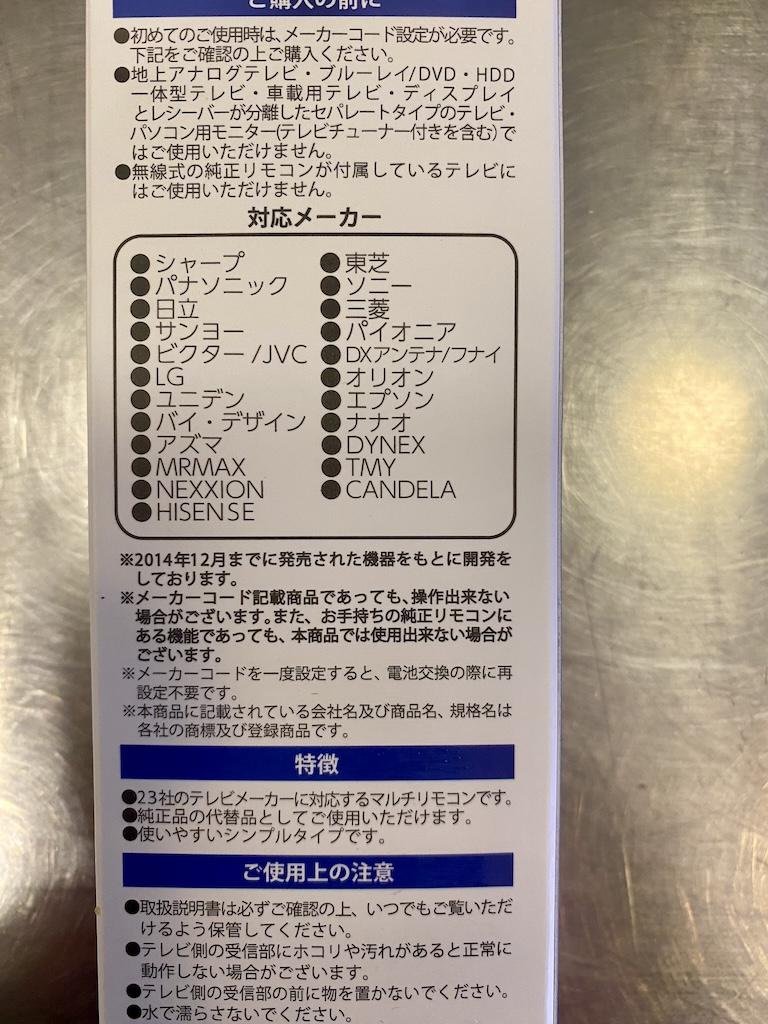 ご購入の前に
●初めてのご使用時は、メーカーコード設定が必要です。
下記をご確認の上ご購入ください。
●地上アナログテレビ・ブルーレイ/DVD・HDD
一体型テレビ・車載用テレビ・ディスプレイ
とレシーバーが分離したセパレートタイプのテレビ・
パソコン用モニター(テレビチューナー付きを含む)で
はご使用いただけません。
●無線式の純正リモコンが付属しているテレビに
はご使用いただけません。
対応メーカー
●シャープ ●東芝
●パナソニック ●ソニー
●日立 ●三菱
●サンヨー ●パイオニア
●ビクター/JVC ●DXアンテナ/フナイ
●LG ●オリオン
●ユニデン ●エプソン
●バイ・デザイン ●ナナオ
●アズマ ●DYNEX
●MRMAX ●TMY
●NEXXION ●CANDELA
●HISENSE
※2014年12月までに発売された機器をもとに開発を
しております。
※メーカーコード記載商品であっても、操作出来ない
場合がございます。また、お手持ちの純正リモコンに
ある機能であっても、本商品では使用出来ない場合が
ございます。
※メーカーコードを一度設定すると、電池交換の際に再
設定不要です。
※本商品に記載されている会社名及び商品名、規格名は
各社の商標及び登録商品です。
特徴
●23社のテレビメーカーに対応するマルチリモコンです。
●純正品の代替品としてご使用いただけます。
●使いやすいシンプルタイプです。
ご使用上の注意
●取扱説明書は必ずご確認の上、いつでもご覧いただ
けるよう保管してください。
●テレビ側の受信部にホコリや汚れがあると正常に
動作しない場合がございます。
●テレビ側の受信部の前に物を置かないでください。
●水で濡らさないでください。